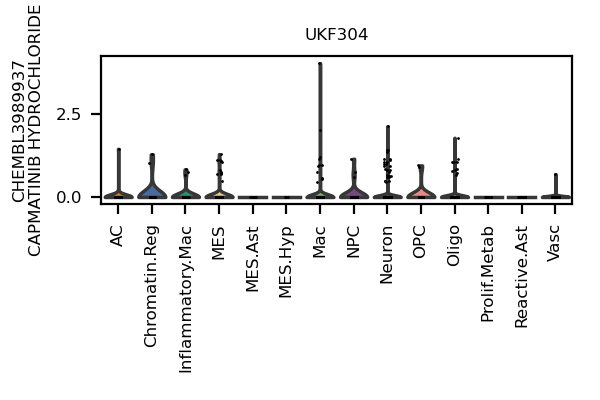 UKF304
CHEMBL3989937
CAPMATINIB HYDROCHLORIDE
2.5
0.0
AC
Chromatin.Reg
Inflammatory.Mac
MES
MES.Ast
MES.Hyp
Mac
NPC
Neuron
OPC
Oligo
Prolif.Metab
Reactive.Ast
Vasc